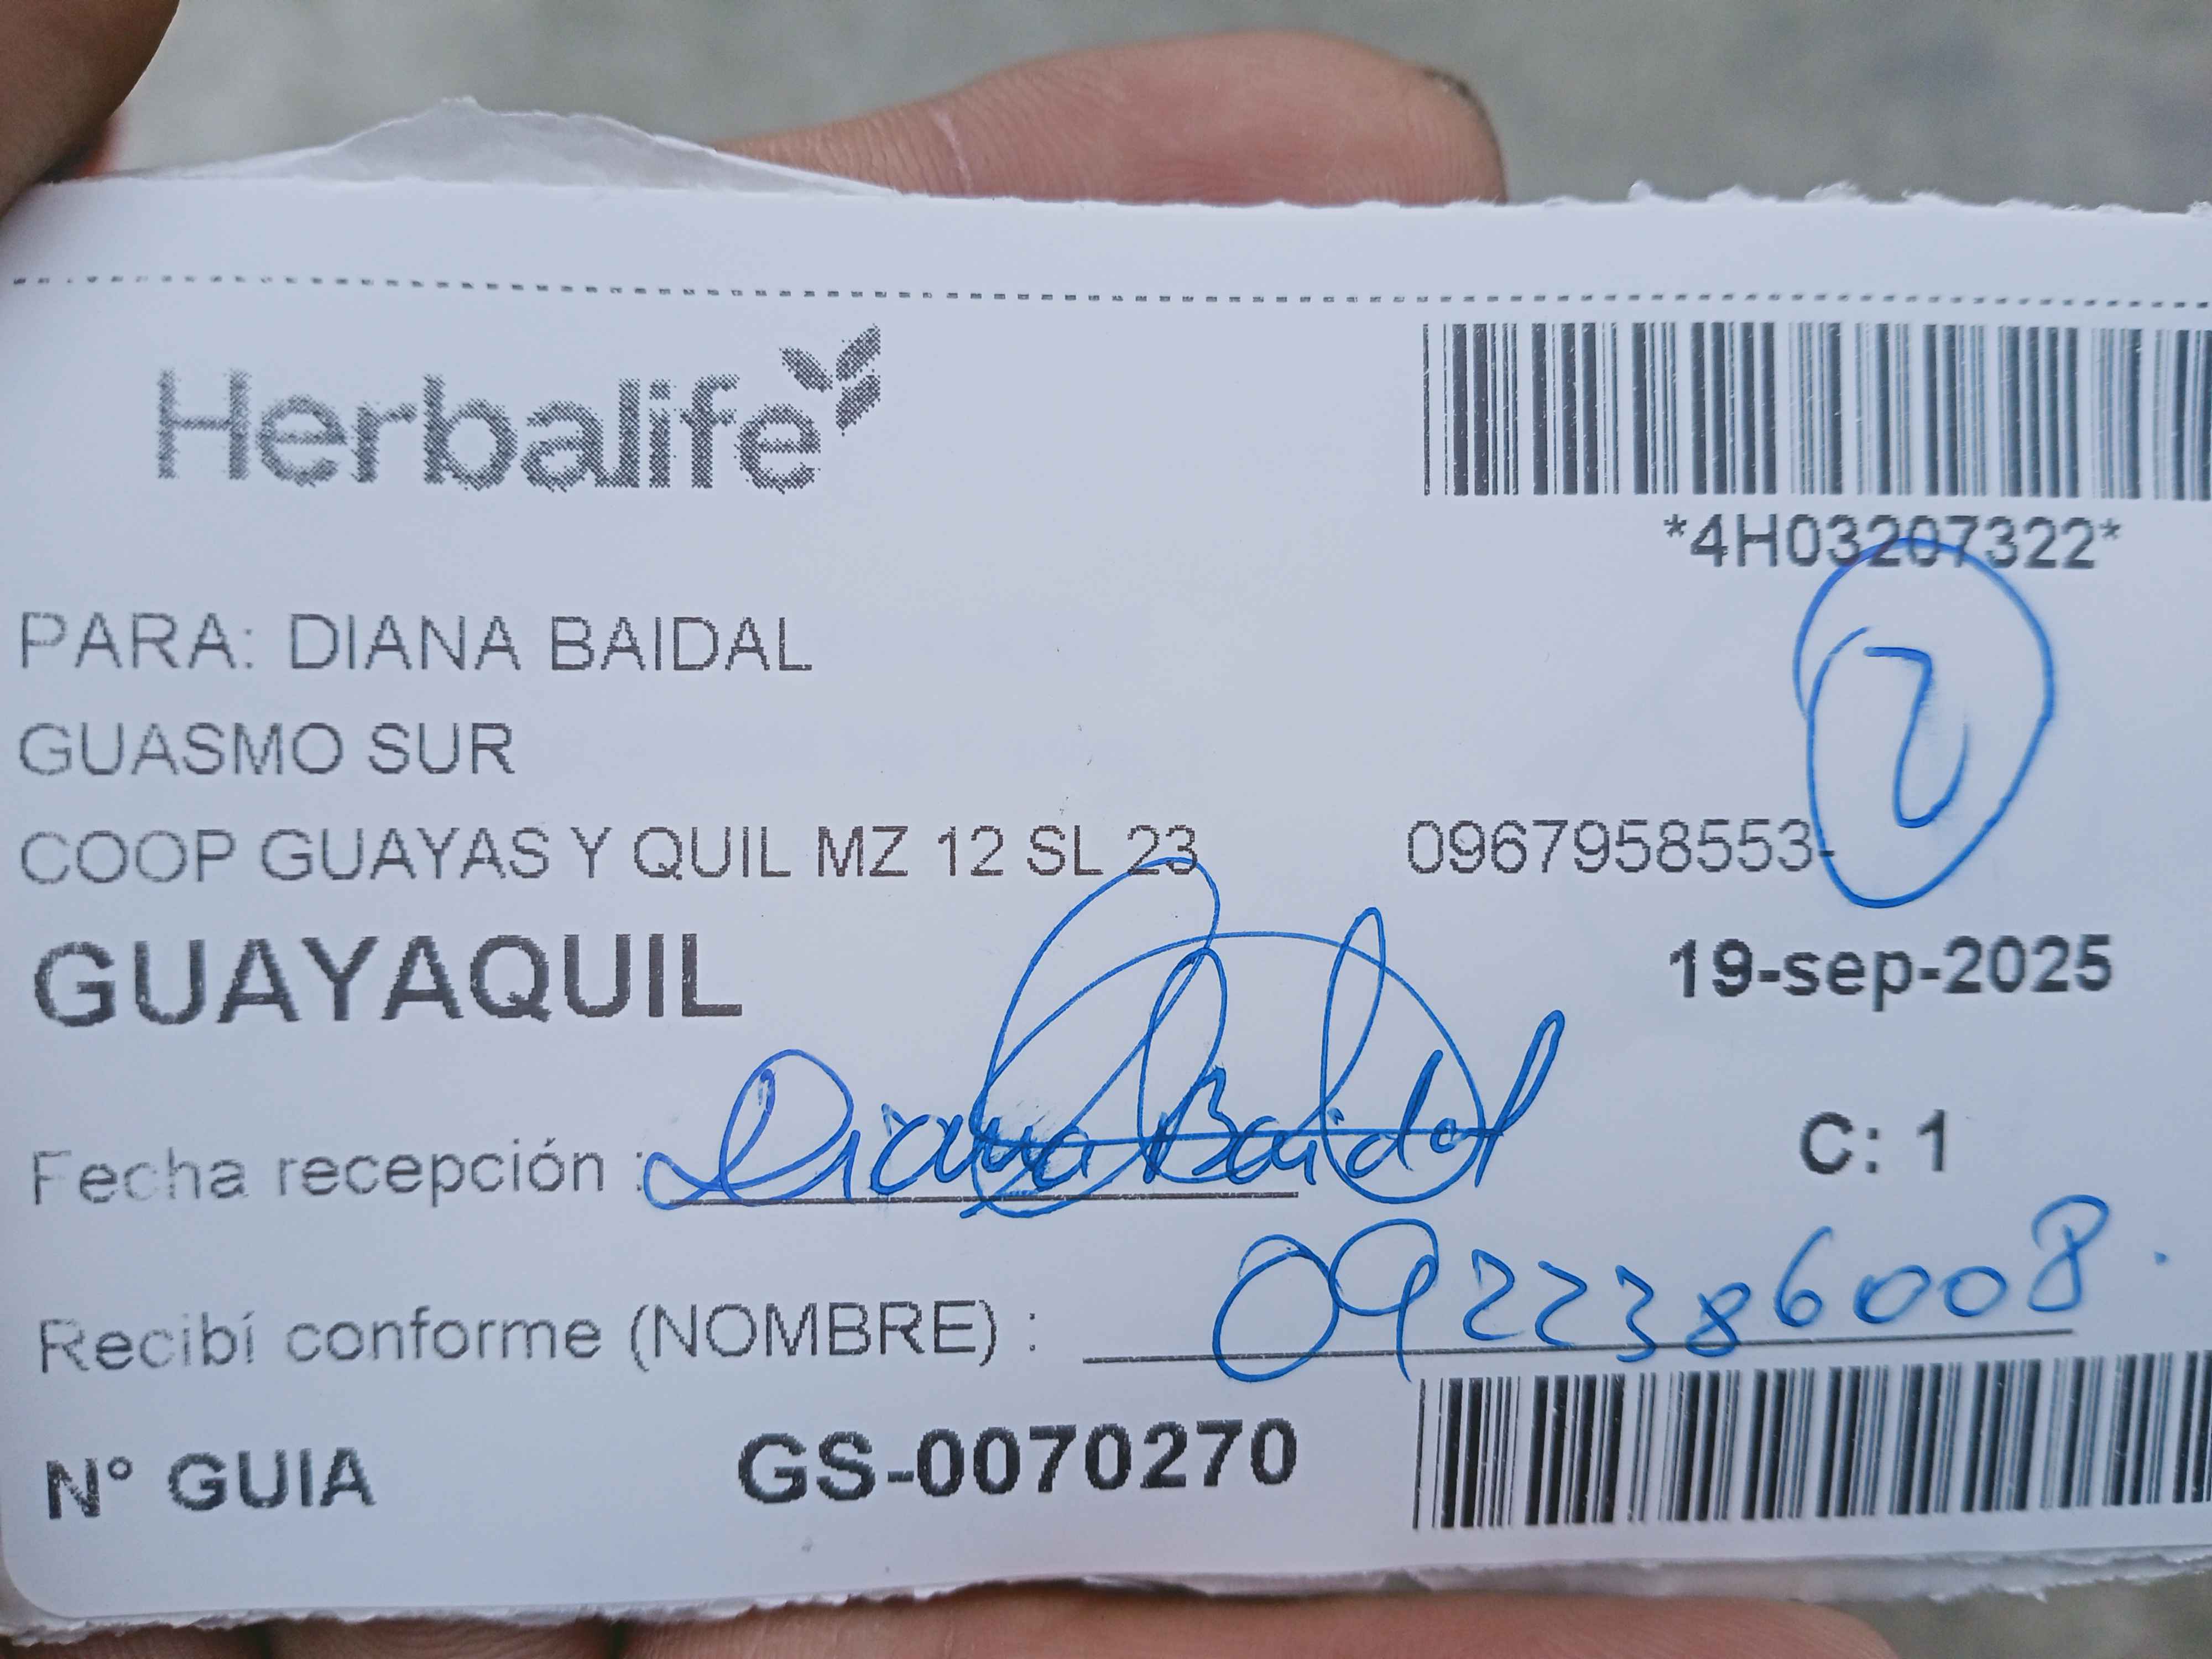 Herbalife
*4H03207322*
PARA: DIANA BAIDAL
GUASMO SUR
COOP GUAYAS Y QUIL MZ 12 SL 23 0967958553-
GUAYAQUIL 19-sep-2025
Fecha recepción : Diana Baidal C: 1
Recibí conforme (NOMBRE) : 0922386008.
N° GUIA GS-0070270